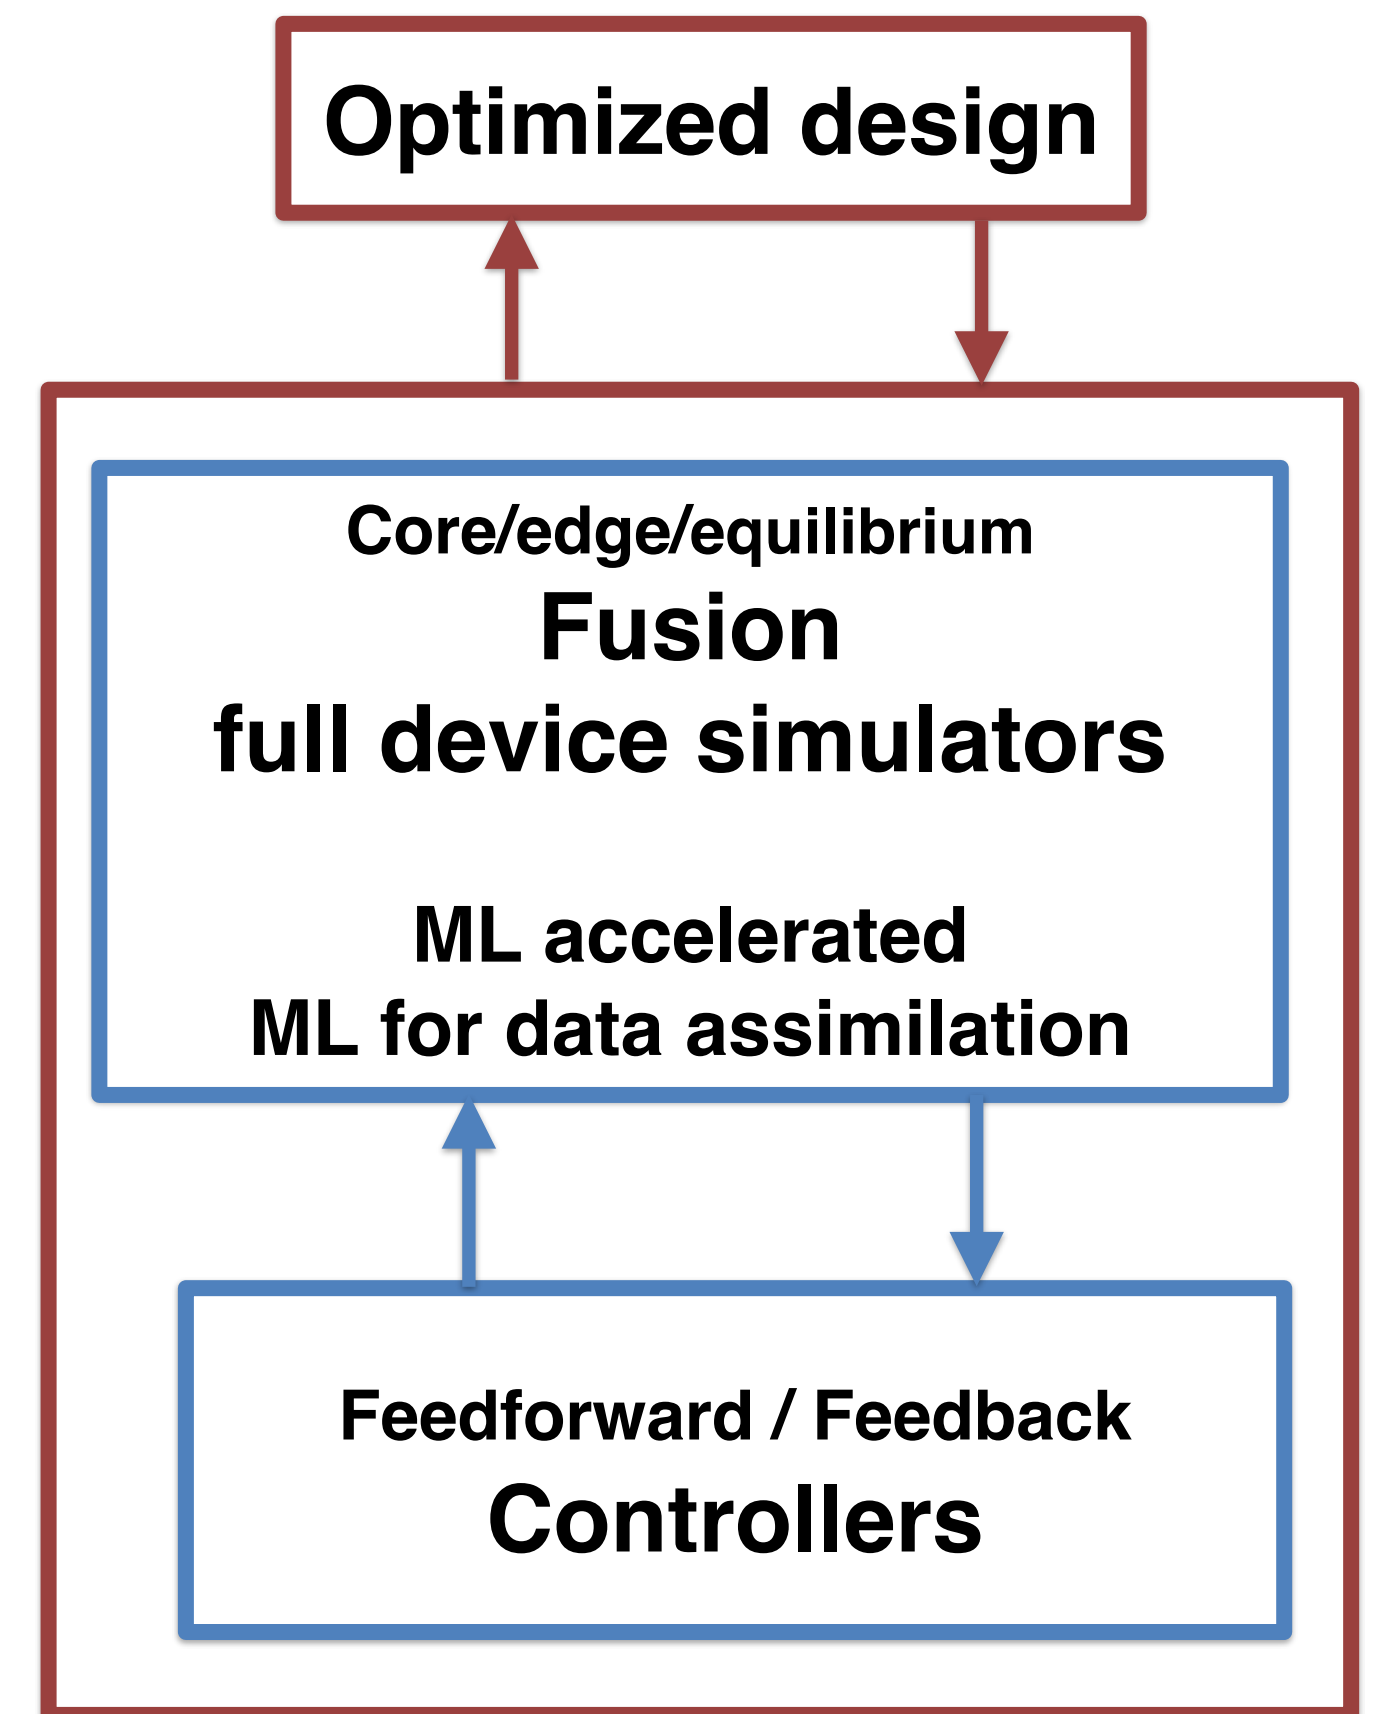 Optimized design
Core/edge/equilibrium
Fusion
full device simulators
ML accelerated
ML for data assimilation
Feedforward / Feedback
Controllers